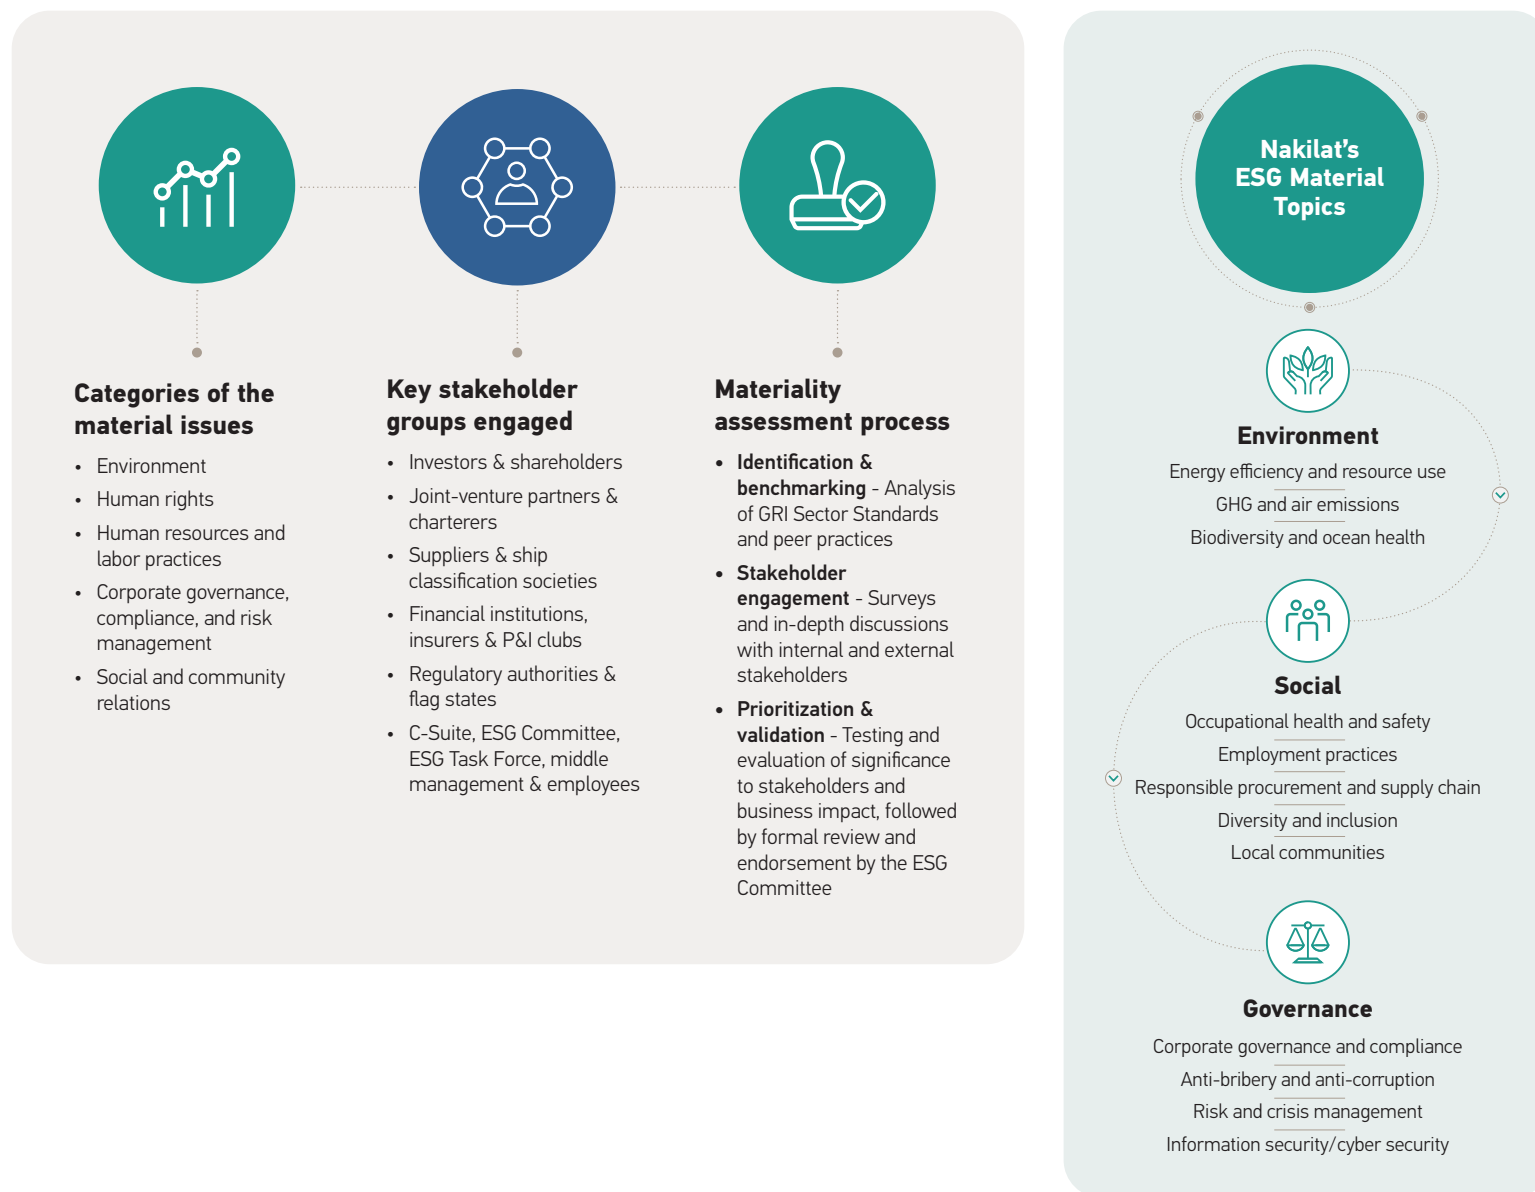 Categories of the
material issues
• Environment
• Human rights
• Human resources and
labor practices
• Corporate governance,
compliance, and risk
management
• Social and community
relations
Key stakeholder
groups engaged
• Investors & shareholders
• Joint-venture partners &
charterers
• Suppliers & ship
classification societies
• Financial institutions,
insurers & P&I clubs
• Regulatory authorities &
flag states
• C-Suite, ESG Committee,
ESG Task Force, middle
management & employees
Materiality
assessment process
• Identification &
benchmarking - Analysis
of GRI Sector Standards
and peer practices
• Stakeholder
engagement - Surveys
and in-depth discussions
with internal and external
stakeholders
• Prioritization &
validation - Testing and
evaluation of significance
to stakeholders and
business impact, followed
by formal review and
endorsement by the ESG
Committee
Nakilat's
ESG Material
Topics
Environment
Energy efficiency and resource use
GHG and air emissions
Biodiversity and ocean health
Social
Occupational health and safety
Employment practices
Responsible procurement and supply chain
Diversity and inclusion
Local communities
Governance
Corporate governance and compliance
Anti-bribery and anti-corruption
Risk and crisis management
Information security/cyber security